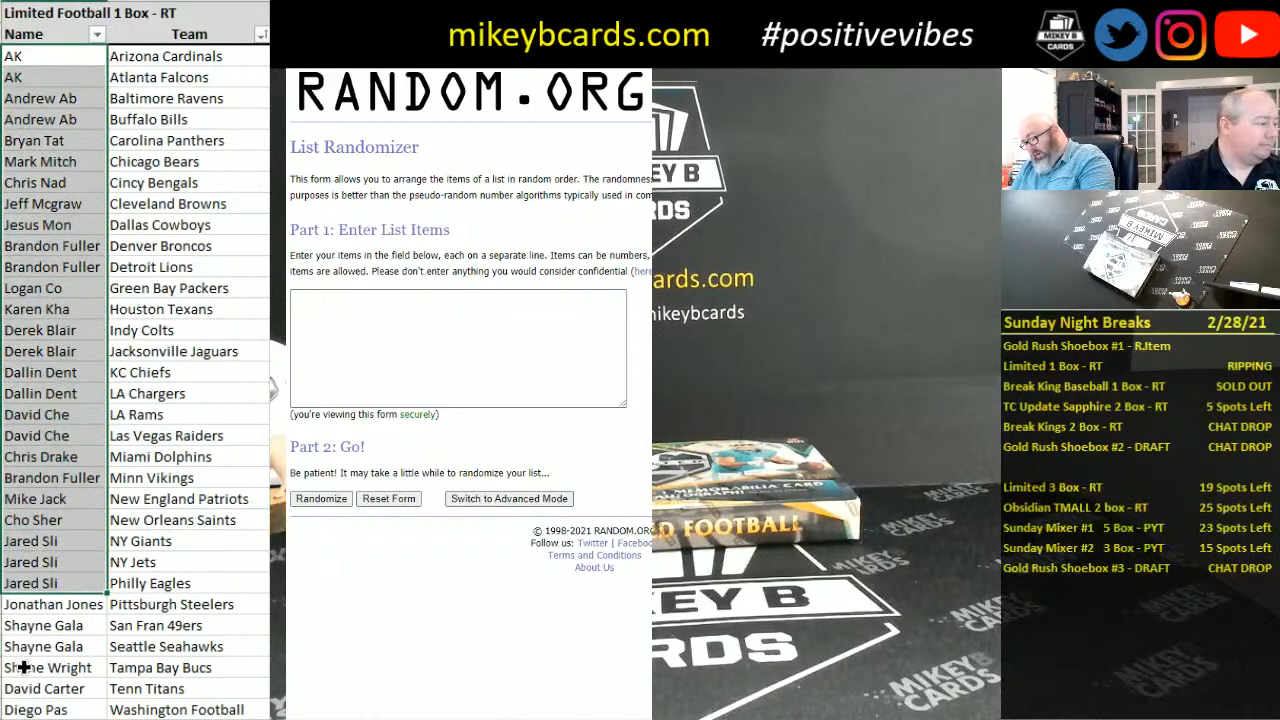 Limited Football 1 Box - RT
Name Team
AK Arizona Cardinals
AK Atlanta Falcons
Andrew Ab Baltimore Ravens
Andrew Ab Buffalo Bills
Bryan Tat Carolina Panthers
Mark Mitch Chicago Bears
Chris Nad Cincy Bengals
Jeff Mcgraw Cleveland Browns
Jesus Mon Dallas Cowboys
Brandon Fuller Denver Broncos
Brandon Fuller Detroit Lions
Logan Co Green Bay Packers
Karen Kha Houston Texans
Derek Blair Indy Colts
Derek Blair Jacksonville Jaguars
Dallin Dent KC Chiefs
Dallin Dent LA Chargers
David Che LA Rams
David Che Las Vegas Raiders
Chris Drake Miami Dolphins
Brandon Fuller Minn Vikings
Mike Jack New England Patriots
Cho Sher New Orleans Saints
Jared Sli NY Giants
Jared Sli NY Jets
Jared Sli Philly Eagles
Jonathan Jones Pittsburgh Steelers
Shayne Gala San Fran 49ers
Shayne Gala Seattle Seahawks
Wright Tampa Bay Bucs
David Carter Tenn Titans
Diego Pas Washington Football
mikeybcards.com #positivevibes
MIKEY B
CARDS
RANDOM.ORG
List Randomizer
This form allows you to arrange the items of a list in random order. The randomness
purposes is better than the pseudo-random number algorithms typically used in com
Part 1: Enter List Items
Enter your items in the field below, each on a separate line. Items can be numbers,
items are allowed. Please don't enter anything you would consider confidential (here
(you're viewing this form securely)
Part 2: Go!
Be patient! It may take a little while to randomize your list...
Randomize Reset Form Switch to Advanced Mode
© 1998-2021 RANDOM.ORG
Follow us: Twitter | Faceboo
Terms and Conditions
About Us
EY B
RDS
ards.com
mikeybcards
MEMORABILIA CARD
D FOOTBALL
KEY B
RDS
MIKEY B
CARDS
Sunday Night Breaks 2/28/21
Gold Rush Shoebox #1 - R.Item
Limited 1 Box - RT RIPPING
Break King Baseball 1 Box - RT SOLD OUT
TC Update Sapphire 2 Box - RT 5 Spots Left
Break Kings 2 Box - RT CHAT DROP
Gold Rush Shoebox #2 - DRAFT CHAT DROP
Limited 3 Box - RT 19 Spots Left
Obsidian TMALL 2 box - RT 25 Spots Left
Sunday Mixer #1 5 Box - PYT 23 Spots Left
Sunday Mixer #2 3 Box - PYT 15 Spots Left
Gold Rush Shoebox #3 - DRAFT CHAT DROP